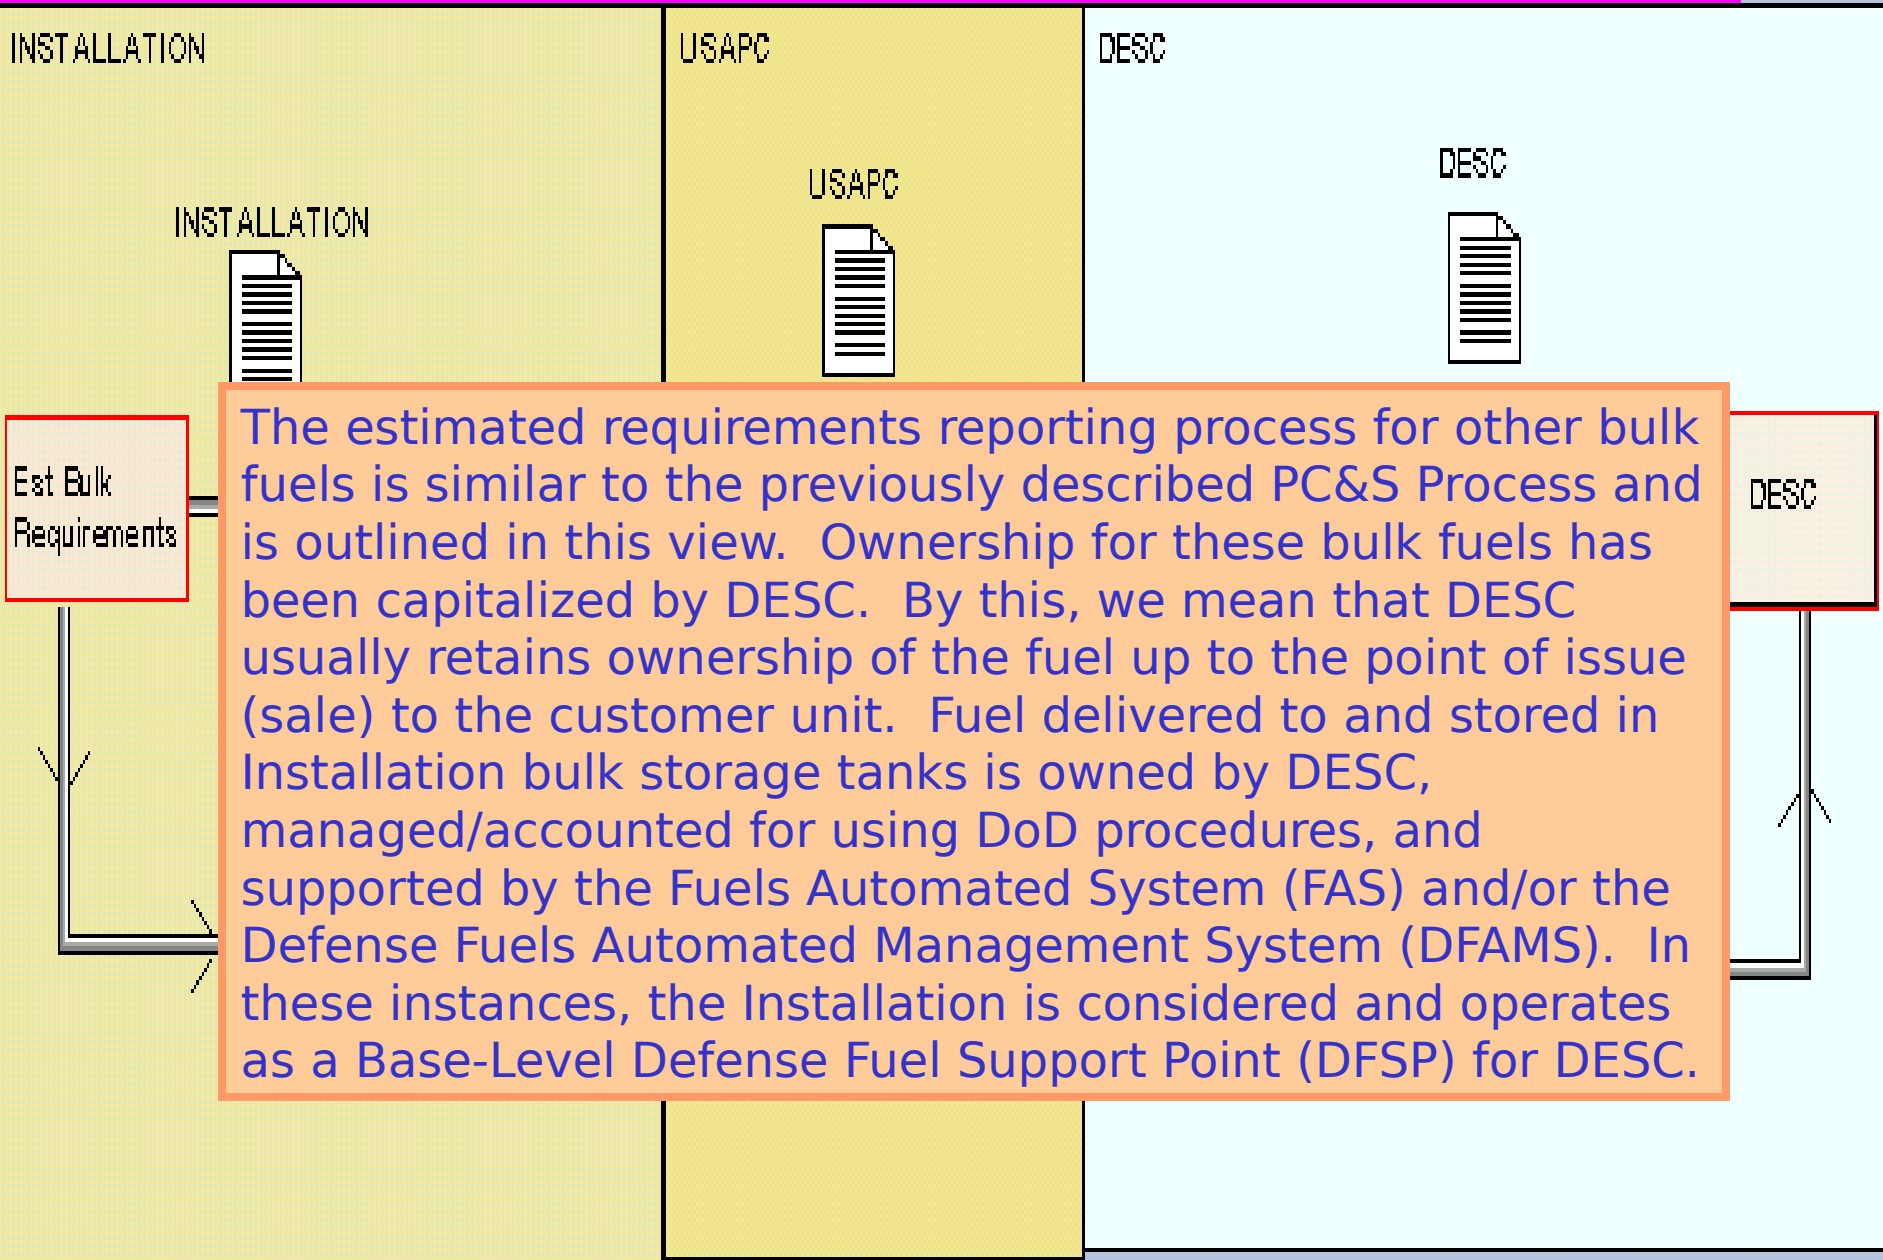 INSTALLATION
USAPC
DESC
INSTALLATION
USAPC
DESC
Est Bulk
Requirements
DESC
The estimated requirements reporting process for other bulk
fuels is similar to the previously described PC&S Process and
is outlined in this view.  Ownership for these bulk fuels has
been capitalized by DESC.  By this, we mean that DESC
usually retains ownership of the fuel up to the point of issue
(sale) to the customer unit.  Fuel delivered to and stored in
Installation bulk storage tanks is owned by DESC,
managed/accounted for using DoD procedures, and
supported by the Fuels Automated System (FAS) and/or the
Defense Fuels Automated Management System (DFAMS).  In
these instances, the Installation is considered and operates
as a Base-Level Defense Fuel Support Point (DFSP) for DESC.